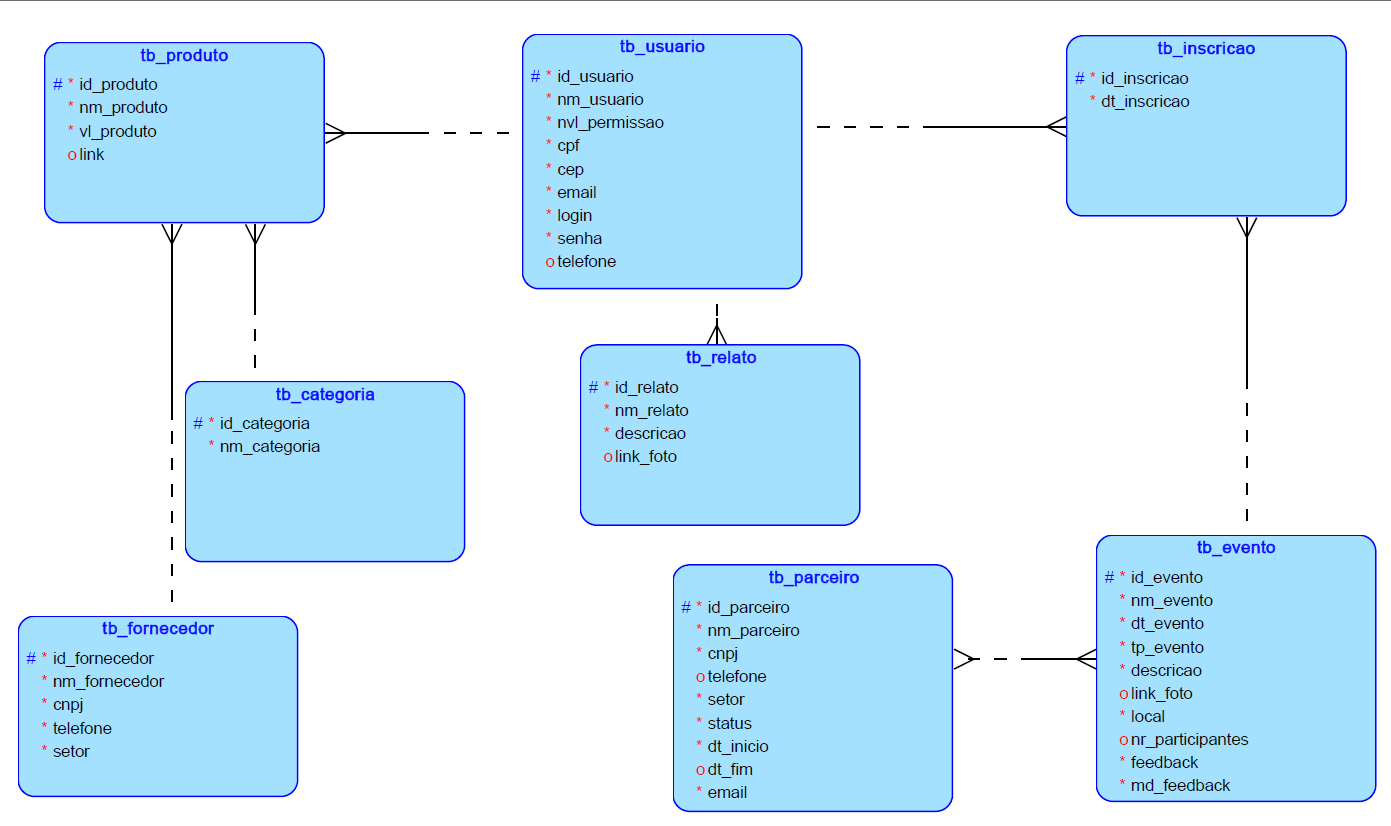 tb_produto
# * id_produto
* nm_produto
* vl_produto
o link
tb_usuario
# * id_usuario
* nm_usuario
* nvl_permissao
* cpf
* cep
* email
* login
* senha
o telefone
tb_inscricao
# * id_inscricao
* dt_inscricao
tb_categoria
# * id_categoria
* nm_categoria
tb_relato
# * id_relato
* nm_relato
* descricao
o link_foto
tb_fornecedor
# * id_fornecedor
* nm_fornecedor
* cnpj
* telefone
* setor
tb_parceiro
# * id_parceiro
* nm_parceiro
* cnpj
o telefone
* setor
* status
* dt_inicio
o dt_fim
* email
tb_evento
# * id_evento
* nm_evento
* dt_evento
* tp_evento
* descricao
o link_foto
* local
o nr_participantes
* feedback
* md_feedback